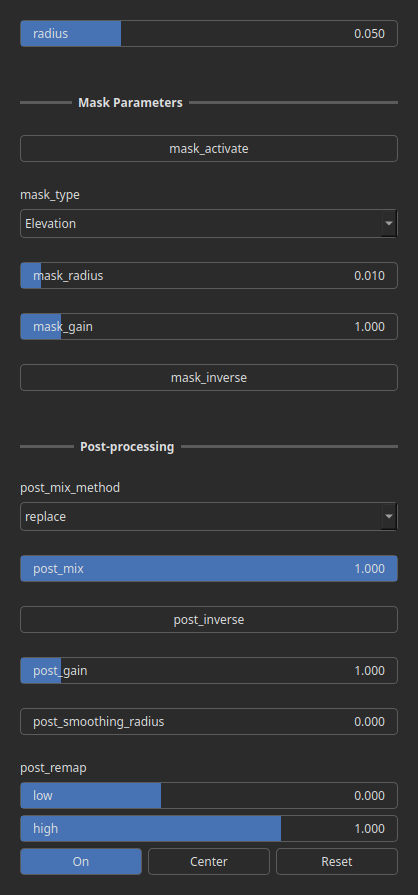 radius 0.050
Mask Parameters
mask_activate
mask_type
Elevation
mask_radius 0.010
mask_gain 1.000
mask_inverse
Post-processing
post_mix_method
replace
post_mix 1.000
post_inverse
post_gain 1.000
post_smoothing_radius 0.000
post_remap
low 0.000
high 1.000
On Center Reset